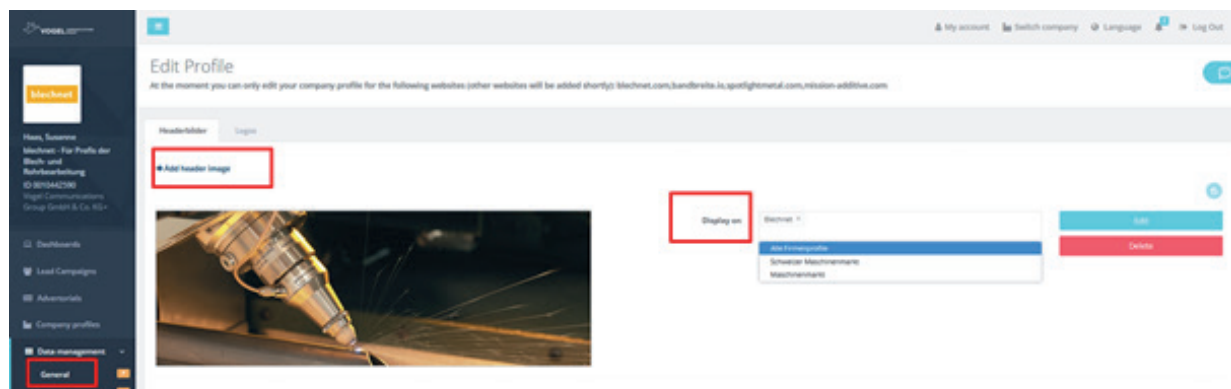 VOGEL
My account Switch company Language Log Out
blechnet
Edit Profile
At the moment you can only edit your company profile for the following websites (other websites will be added shortly): blechnet.com,bandbreite.io,spotlightmetal.com,mission-additive.com
Haas, Susanne
blechnet - Für Profis der
Blech- und
Rohrbearbeitung
ID 0010442590
Vogel Communications
Group GmbH & Co. KG
Headerbilder Logos
Add header image
Display on
Blechnet ×
Edit
Alle Firmenprofile
Delete
Schweizer Maschinenmarkt
Maschinenmarkt
Dashboards
Lead Campaigns
Advertorials
Company profiles
Data management
General